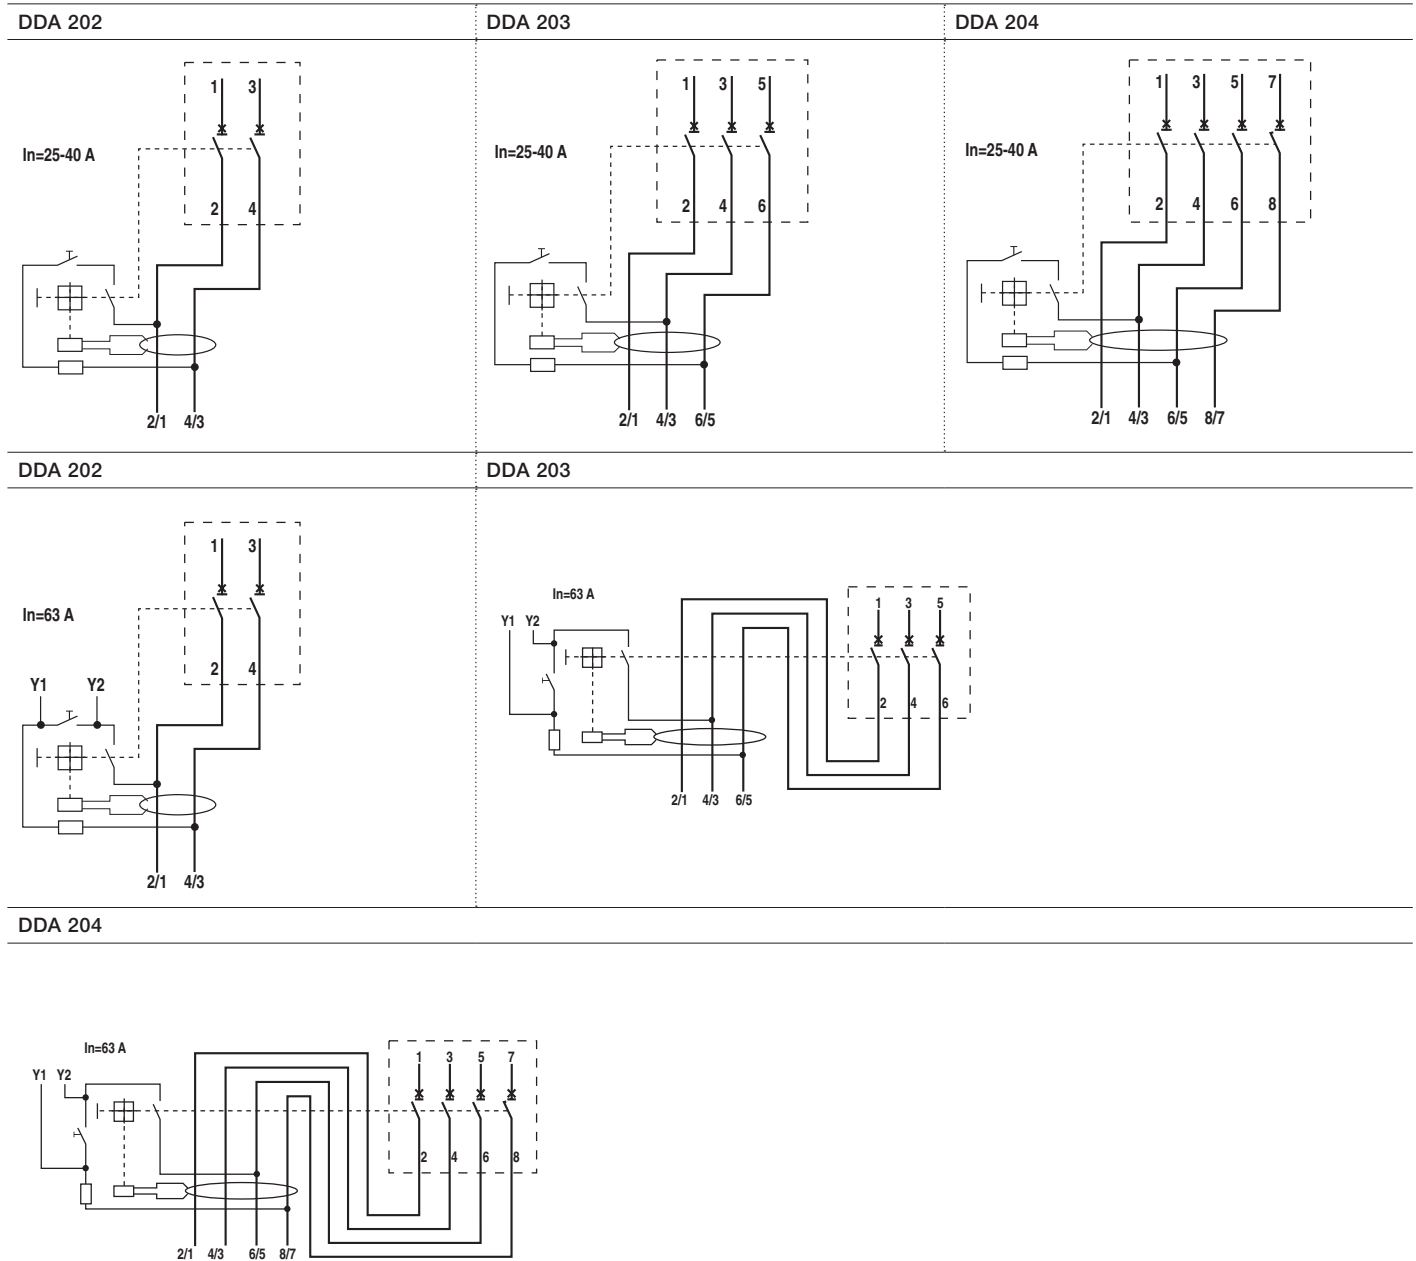 DDA 202
DDA 203
DDA 204
1 3
In=25-40 A
2 4
2/1 4/3
1 3 5
In=25-40 A
2 4 6
2/1 4/3 6/5
1 3 5 7
In=25-40 A
2 4 6 8
2/1 4/3 6/5 8/7
DDA 202
DDA 203
1 3
In=63 A
2 4
Y1 Y2
2/1 4/3
In=63 A
1 3 5
Y1 Y2
2 4 6
2/1 4/3 6/5
DDA 204
In=63 A
1 3 5 7
Y1 Y2
2 4 6 8
2/1 4/3 6/5 8/7